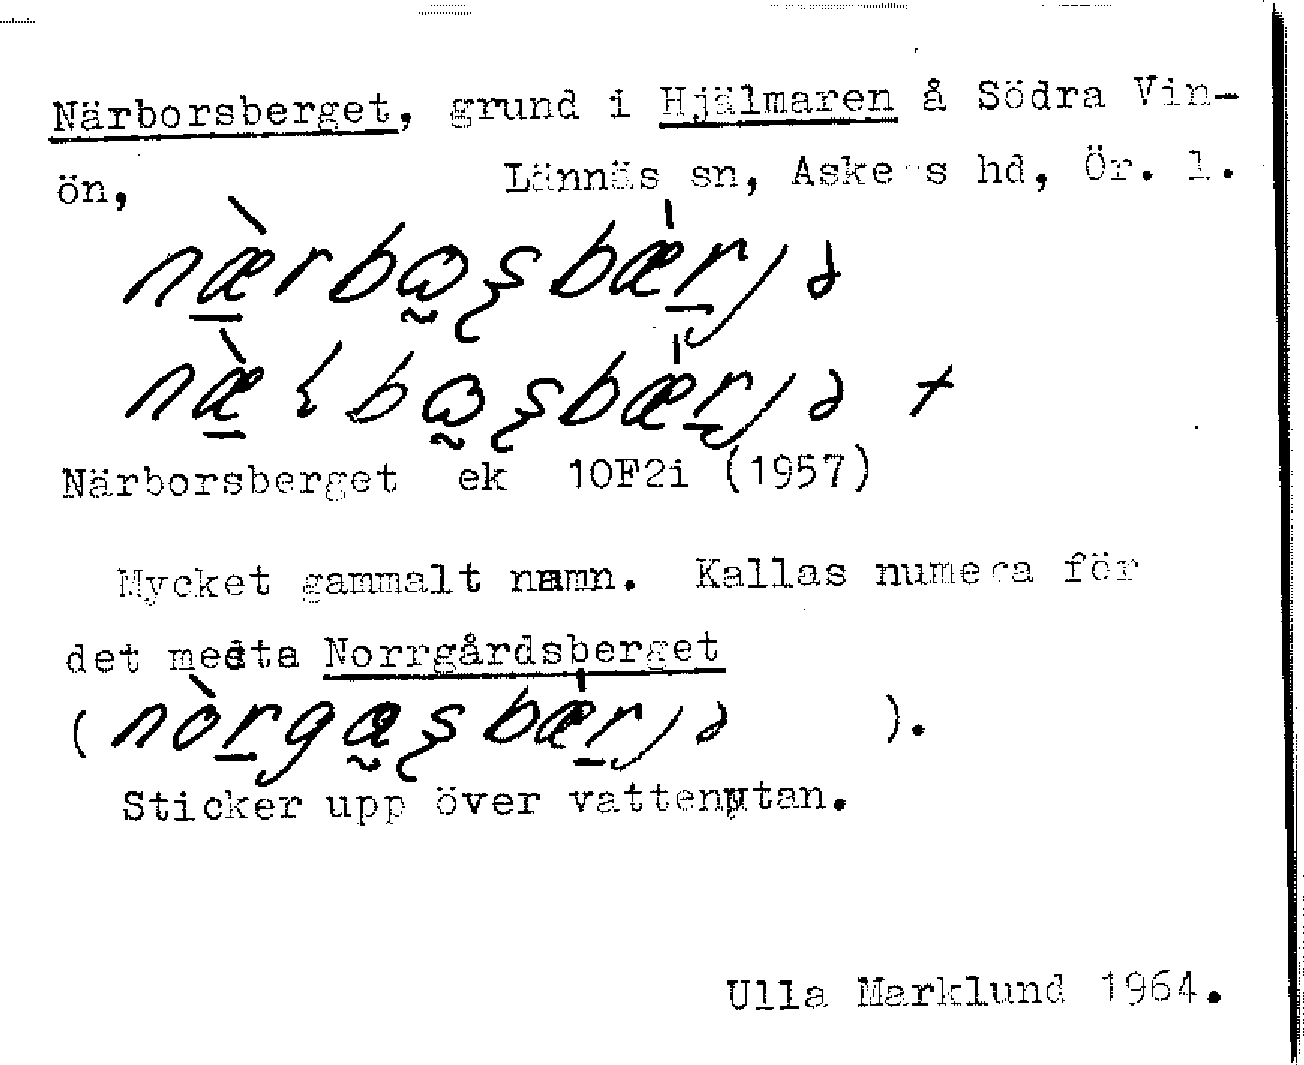 Närborsberget, grund i Hjälmaren å Södra Vin-
ön, Lännäs sn, Askers hd, Ör. l.
Närborsberget ek 10F2i (1957)
Mycket gammalt namn. Kallas numera för
det mesta Norrgårdsberget
( ).
Sticker upp över vattenytan.
Ulla Marklund 1964.